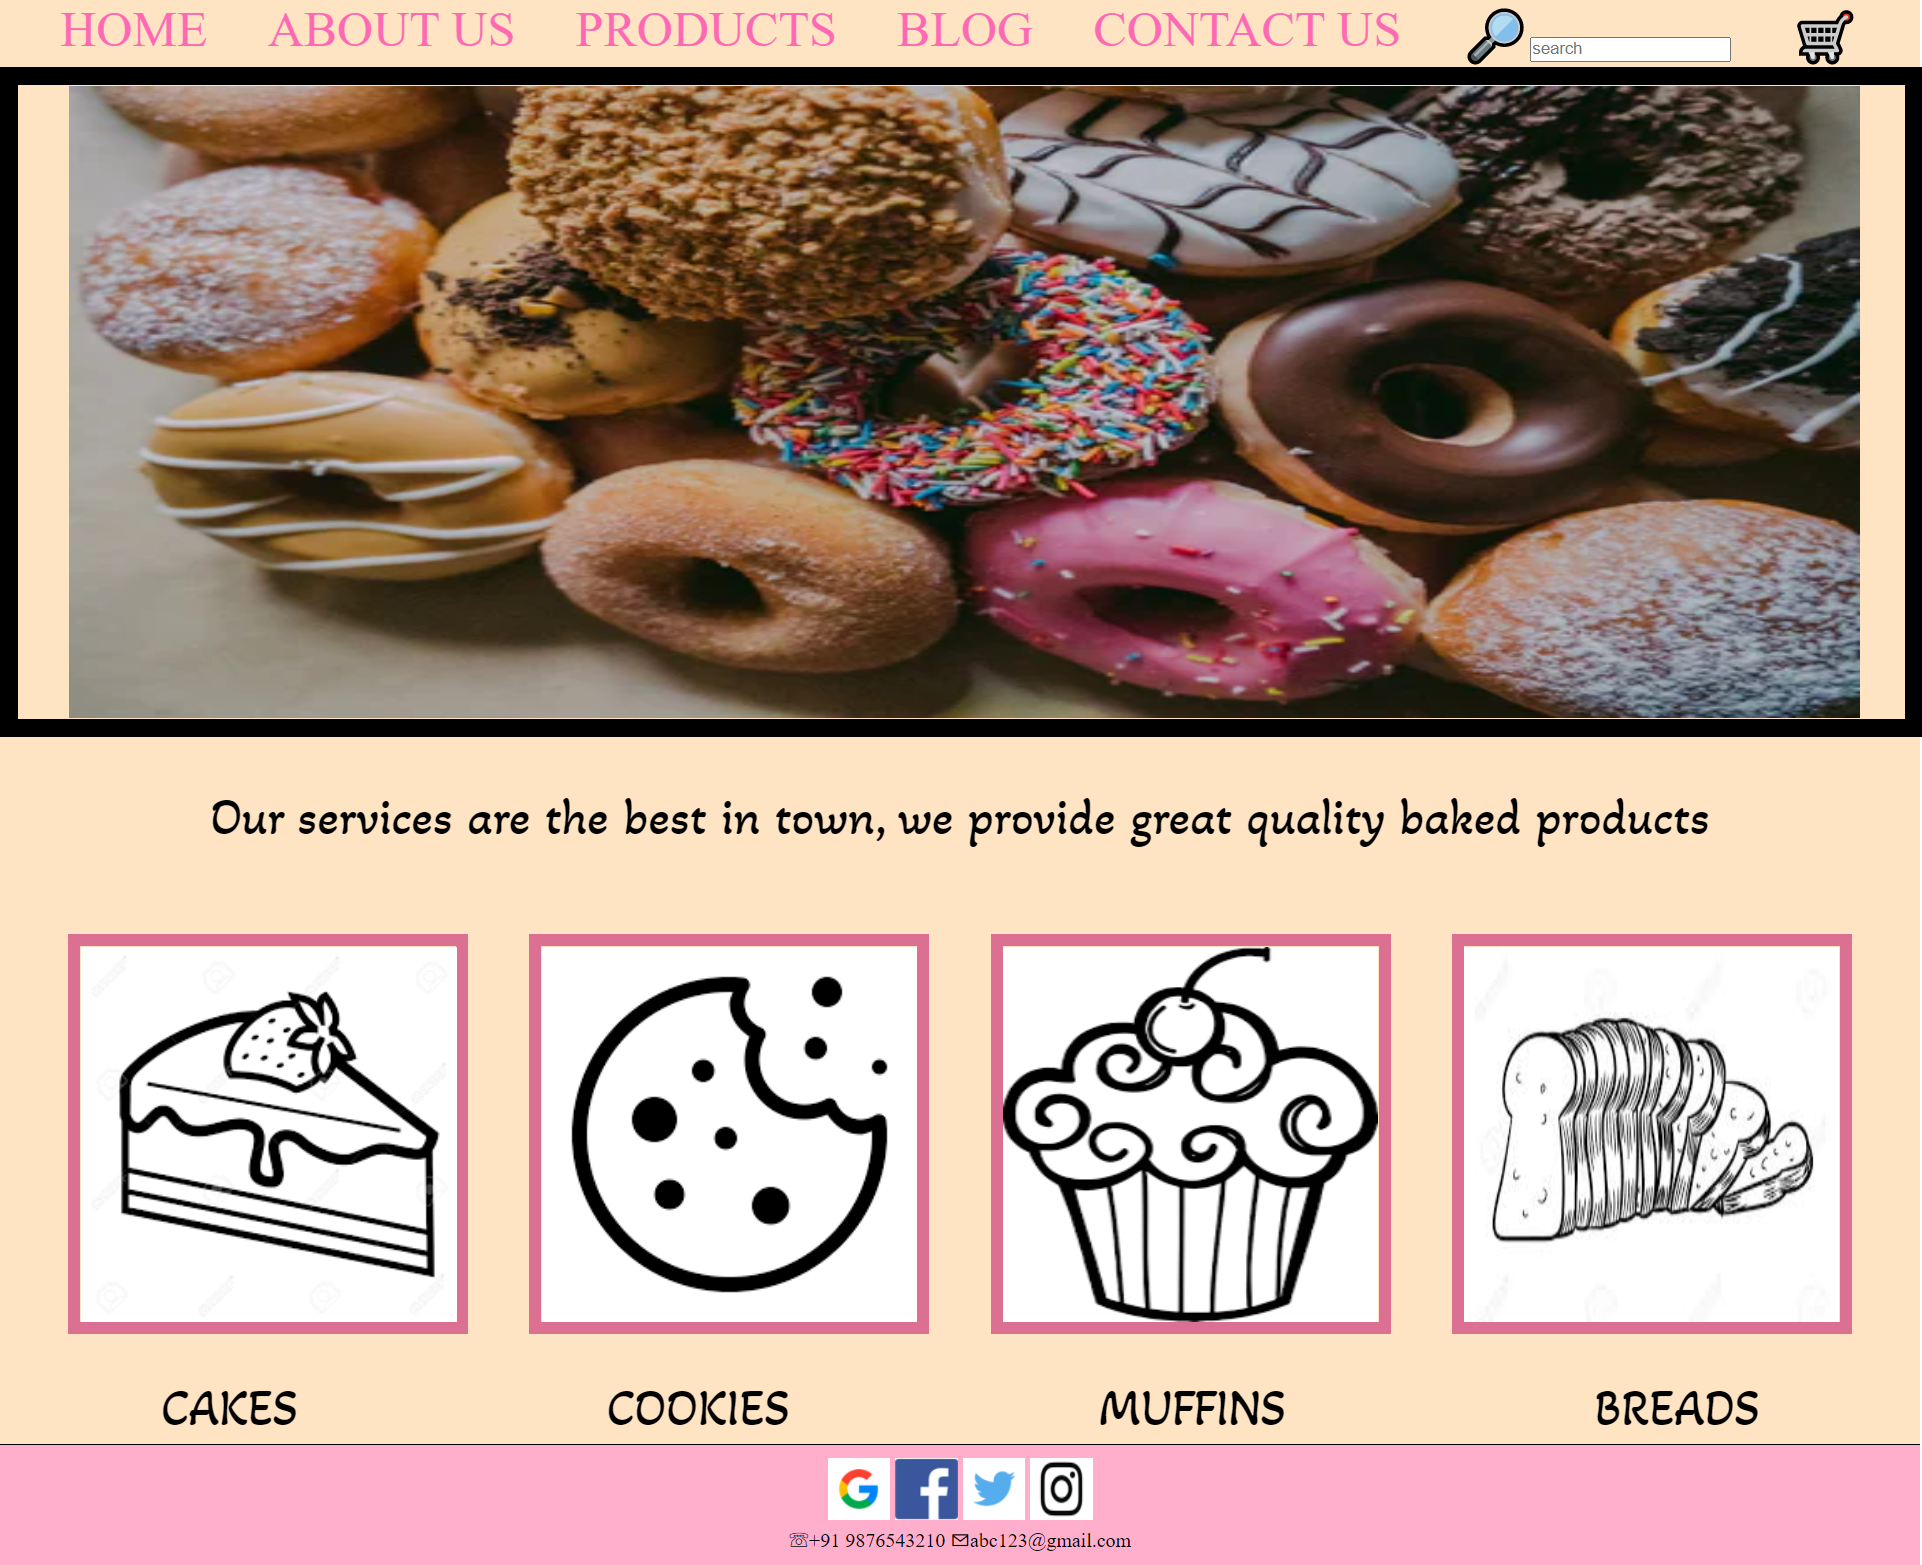 HOME ABOUT US PRODUCTS BLOG CONTACT US search
Our services are the best in town, we provide great quality baked products
CAKES COOKIES MUFFINS BREADS
☏+91 9876543210 ✉abc123@gmail.com